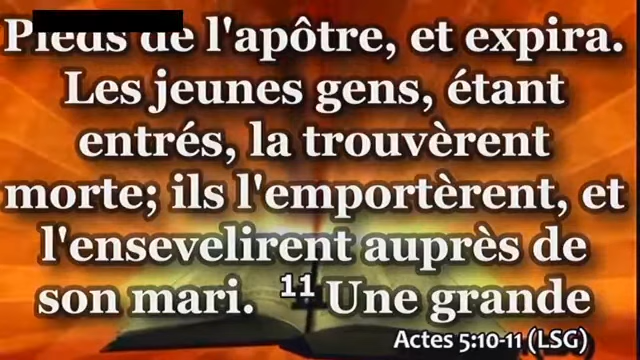 Pieds de l'apôtre, et expira.
Les jeunes gens, étant
entrés, la trouvèrent
morte; ils l'emportèrent, et
l'ensevelirent auprès de
son mari. 11 Une grande
Actes 5:10-11 (LSG)